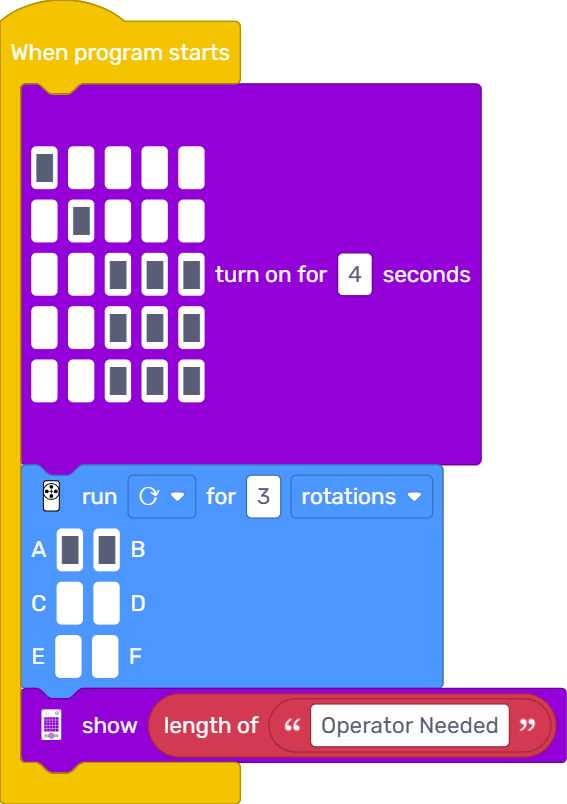 When program starts
turn on for 4 seconds
run for 3 rotations
A B
C D
E F
show length of “ Operator Needed ”